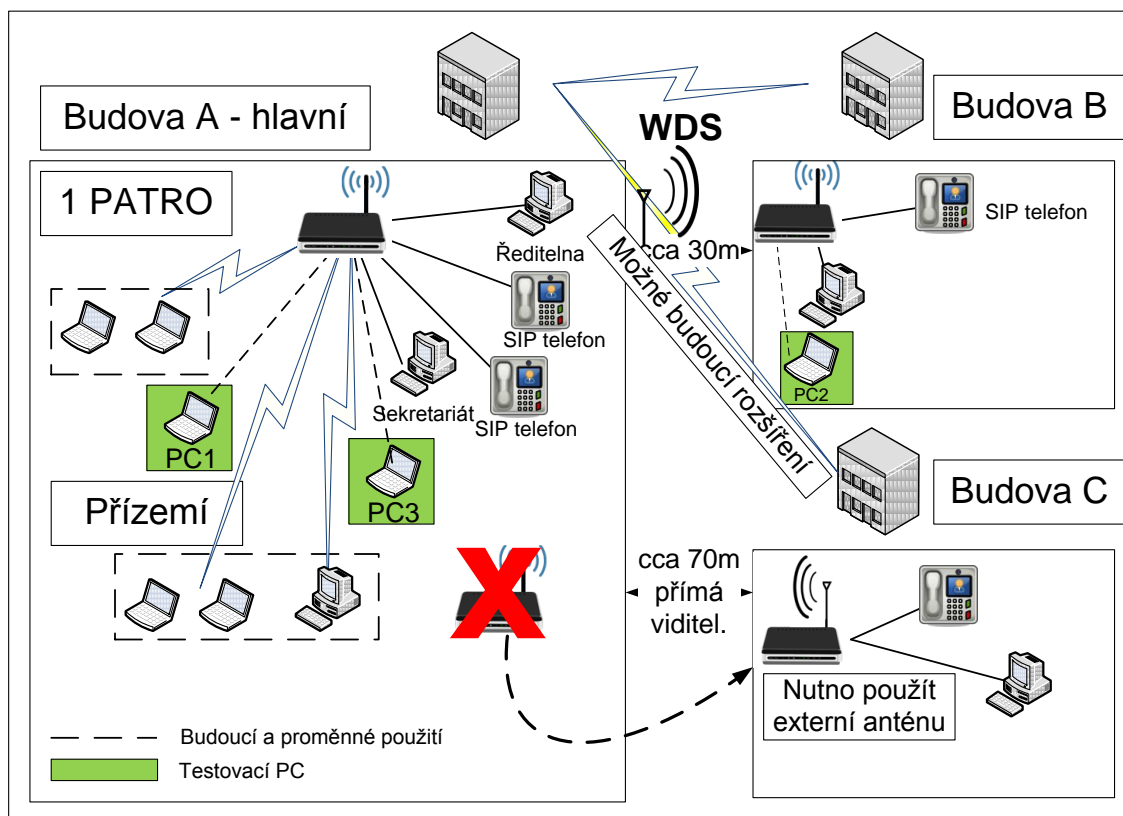 Budova A - hlavní
Budova B
WDS
1 PATRO
Ředitelna
SIP telefon
SIP telefon
cca 30m
SIP telefon
Možné budoucí rozšíření
Sekretariát
PC1
PC2
PC3
Přízemí
Budova C
cca 70m
přímá
viditel.
X
Nutno použít
externí anténu
Budoucí a proměnné použití
Testovací PC